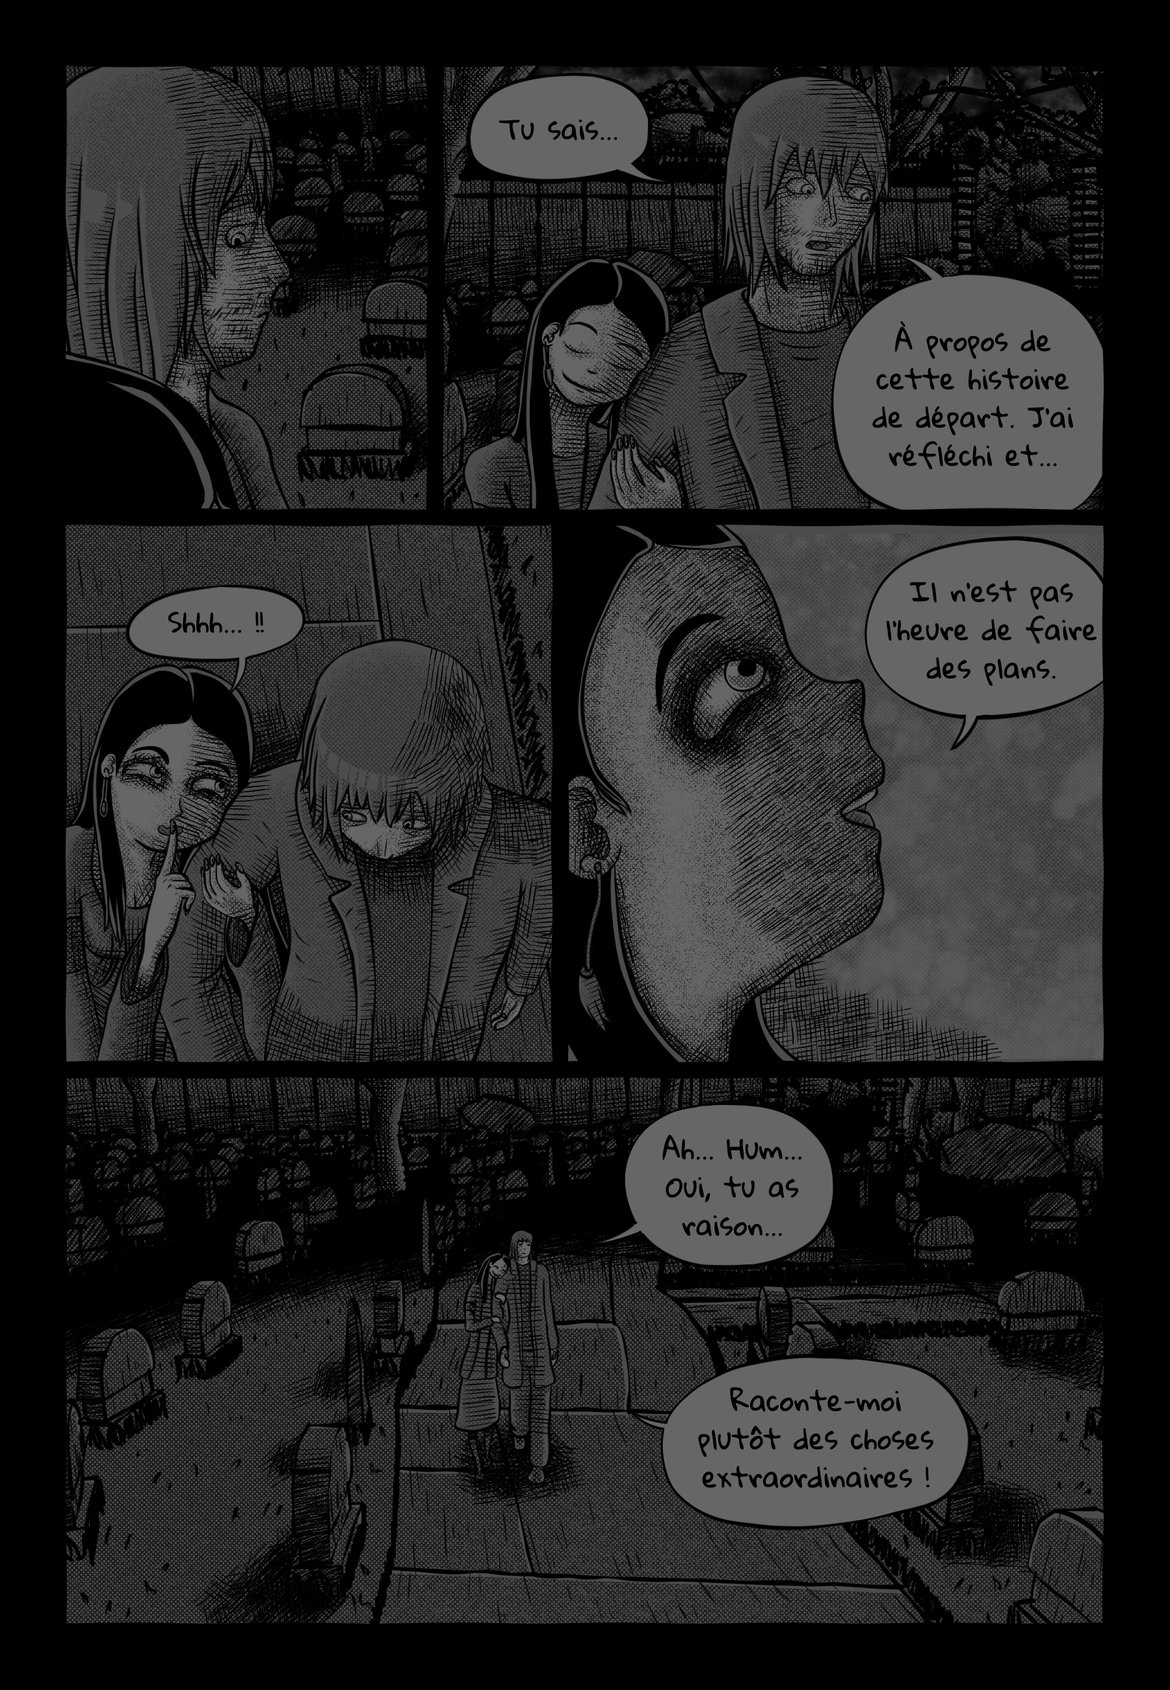 Tu sais...
À propos de
cette histoire
de départ. J'ai
réfléchi et...
Shhh... !!
Il n'est pas
l'heure de faire
des plans.
Ah... Hum...
Oui, tu as
raison...
Raconte-moi
plutôt des choses
extraordinaires !